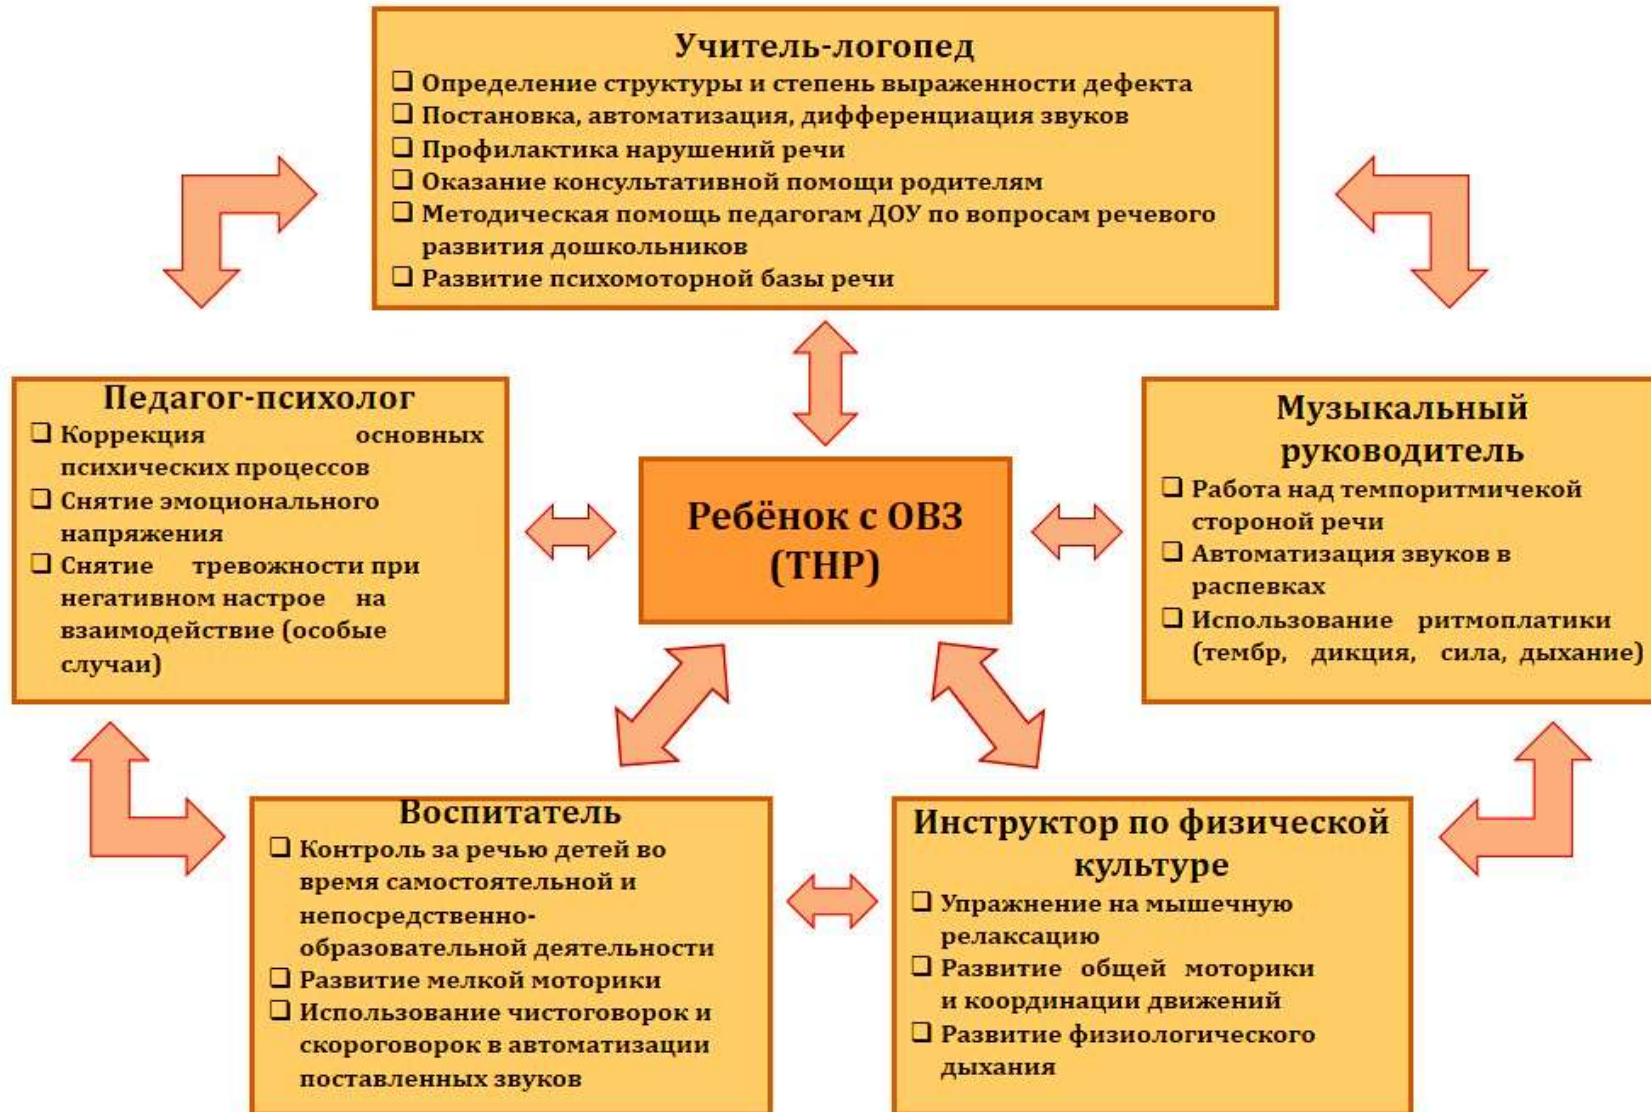 Учитель-логопед
❑ Определение структуры и степень выраженности дефекта
❑ Постановка, автоматизация, дифференциация звуков
❑ Профилактика нарушений речи
❑ Оказание консультативной помощи родителям
❑ Методическая помощь педагогам ДОУ по вопросам речевого
развития дошкольников
❑ Развитие психомоторной базы речи
Педагог-психолог
❑ Коррекция основных
психических процессов
❑ Снятие эмоционального
напряжения
❑ Снятие тревожности при
негативном настрое на
взаимодействие (особые
случаи)
Ребёнок с ОВЗ
(ТНР)
Музыкальный
руководитель
❑ Работа над темпоритмичекой
стороной речи
❑ Автоматизация звуков в
распевках
❑ Использование ритмоплатики
(тембр, дикция, сила, дыхание)
Воспитатель
❑ Контроль за речью детей во
время самостоятельной и
непосредственно-
образовательной деятельности
❑ Развитие мелкой моторики
❑ Использование чистоговорок и
скороговорок в автоматизации
поставленных звуков
Инструктор по физической
культуре
❑ Упражнение на мышечную
релаксацию
❑ Развитие общей моторики
и координации движений
❑ Развитие физиологического
дыхания